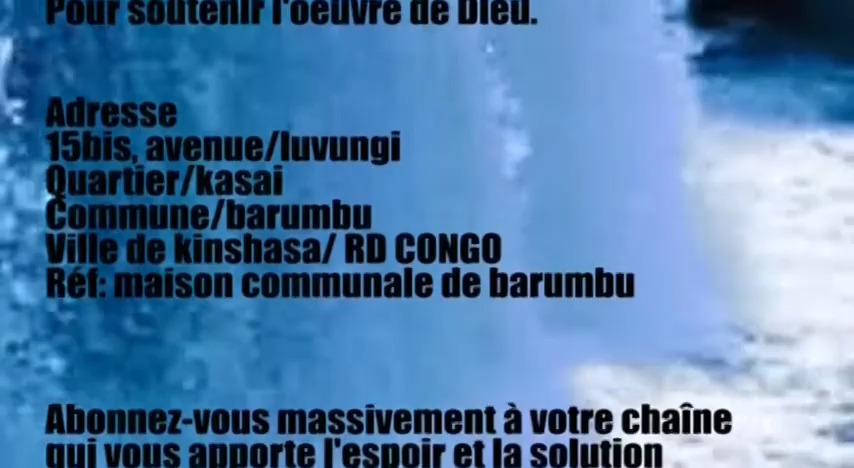 Pour soutenir l'oeuvre de Dieu.
Adresse
15bis, avenue/luvungi
Quartier/kasai
Commune/barumbu
Ville de kinshasa/ RD CONGO
Réf: maison communale de barumbu
Abonnez-vous massivement à votre chaîne
qui vous apporte l'espoir et la solution